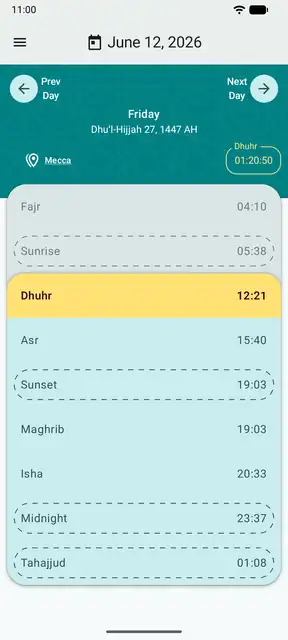 11:00
June 12, 2026
Prev
Day
Next
Day
Friday
Dhu'l-Hijjah 27, 1447 AH
Mecca
Dhuhr
01:20:50
Fajr 04:10
Sunrise 05:38
Dhuhr 12:21
Asr 15:40
Sunset 19:03
Maghrib 19:03
Isha 20:33
Midnight 23:37
Tahajjud 01:08